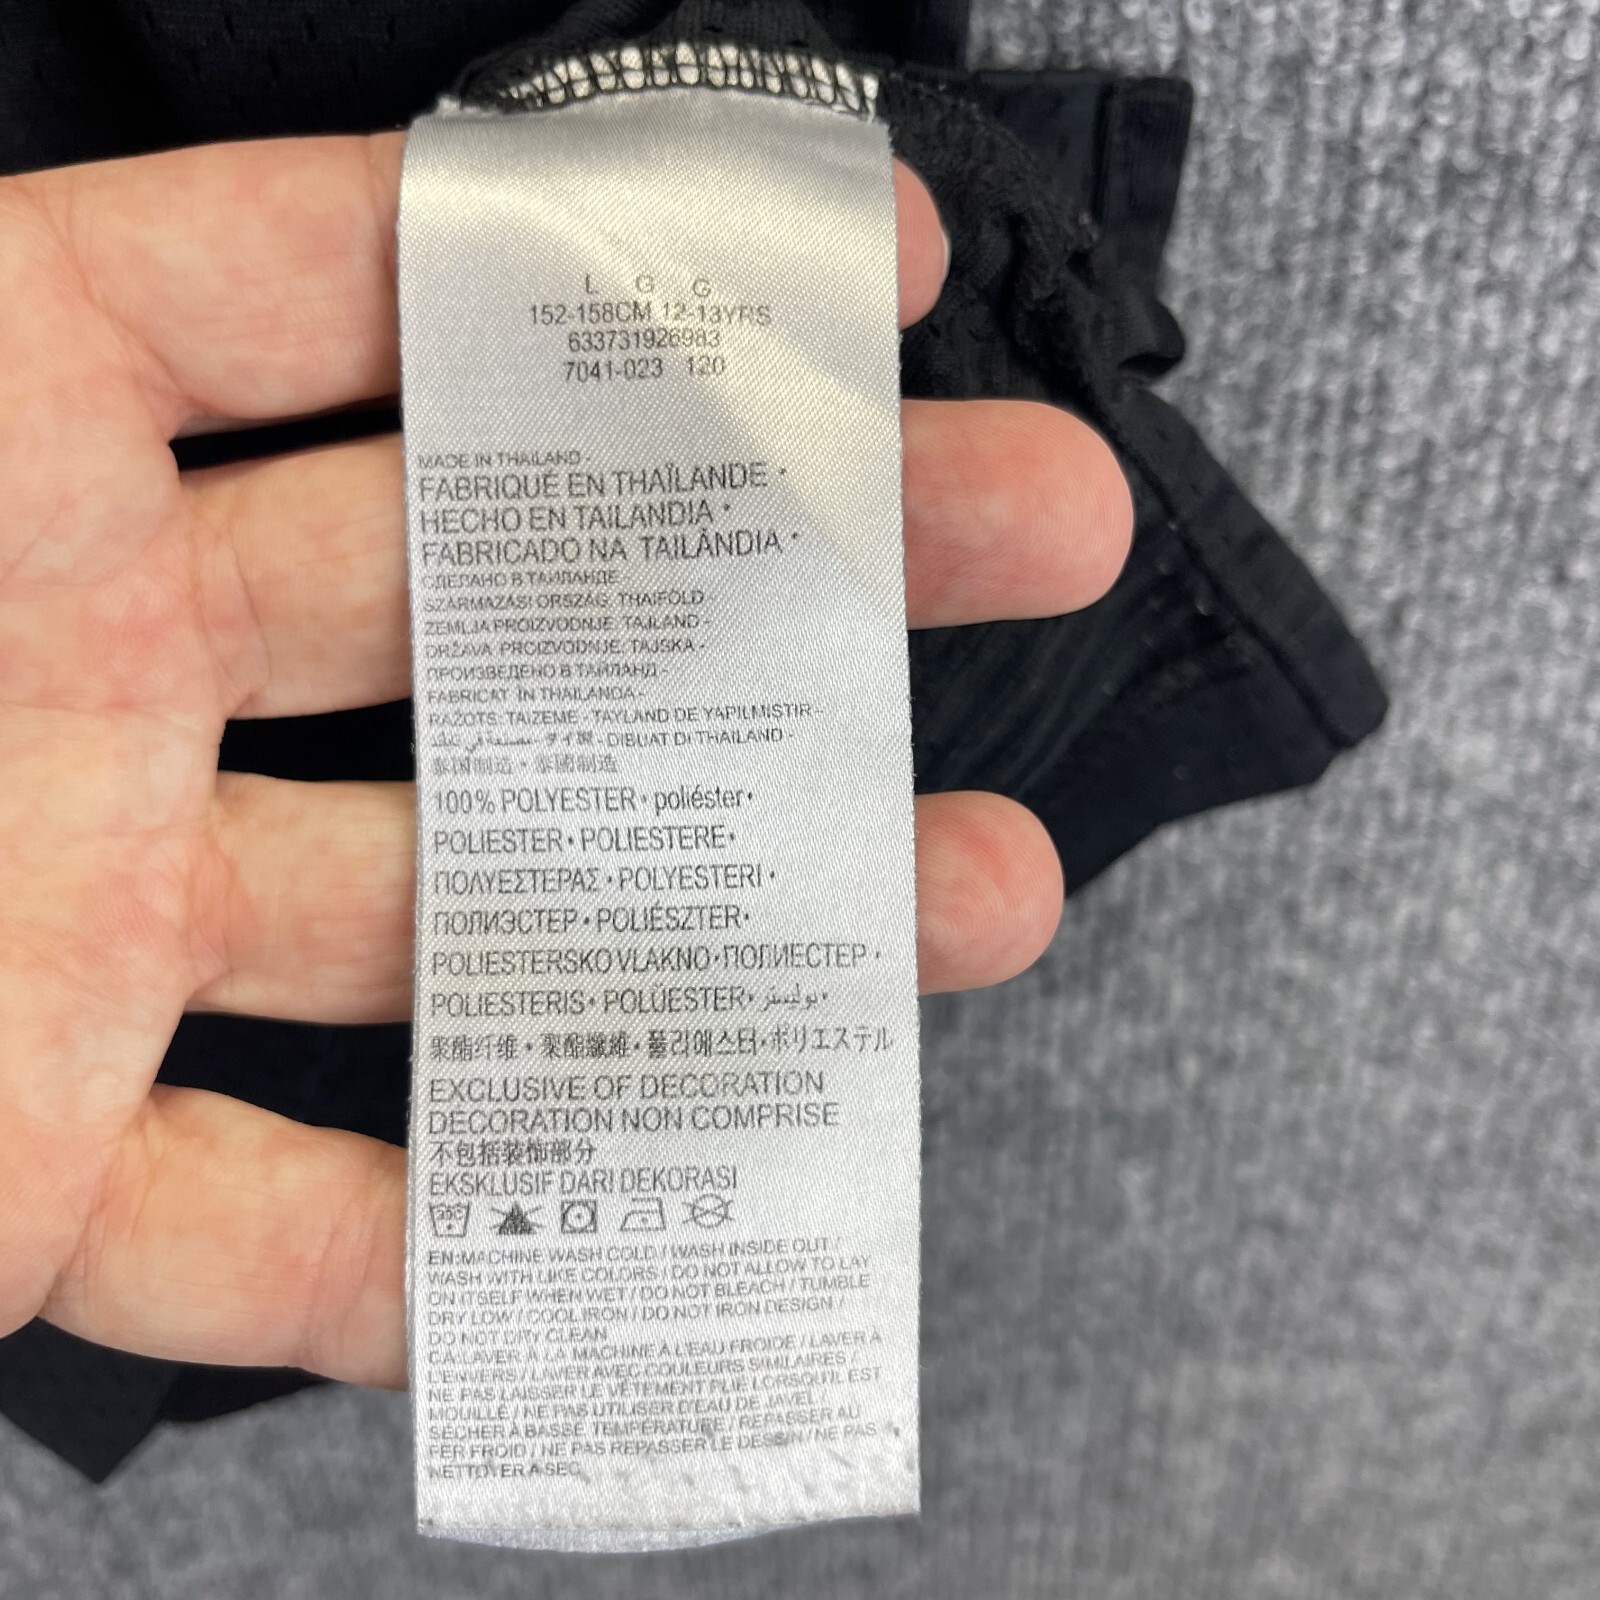 L G G
152-158CM 12-13YRS
633731926983
7041-023 120
MADE IN THAILAND -
FABRIQUÉ EN THAÏLANDE •
HECHO EN TAILANDIA •
FABRICADO NA TAILÂNDIA •
СДЕЛАНО В ТАИЛАНДЕ -
SZÁRMAZÁSI ORSZÁG: THAIFÖLD -
ZEMLJA PROIZVODNJE: TAJLAND -
DRŽAVA PROIZVODNJE: TAJSKA -
ПРОИЗВЕДЕНО В ТАЙЛАНД -
FABRICAT IN THAILANDA -
RAŽOTS: TAIZEME - TAYLAND DE YAPILMISTIR -
タイ製 - DIBUAT DI THAILAND -
泰国制造 • 泰國制造
100% POLYESTER • poliéster •
POLIESTER • POLIESTERE •
ΠΟΛΥΕΣΤΕΡΑΣ • POLYESTERI •
ПОЛИЭСТЕР • POLIÉSZTER •
POLIESTERSKO VLAKNO • ПОЛИЕСТЕР •
POLIESTERIS • POLÜESTER • بوليستر •
聚酯纤维 • 聚酯纖維 • 폴리에스터 • ポリエステル
EXCLUSIVE OF DECORATION
DECORATION NON COMPRISE
不包括装饰部分
EKSKLUSIF DARI DEKORASI
EN:MACHINE WASH COLD / WASH INSIDE OUT /
WASH WITH LIKE COLORS / DO NOT ALLOW TO LAY
ON ITSELF WHEN WET / DO NOT BLEACH / TUMBLE
DRY LOW / COOL IRON / DO NOT IRON DESIGN /
DO NOT DRY CLEAN
CA:LAVER À LA MACHINE À L'EAU FROIDE / LAVER À
L'ENVERS / LAVER AVEC COULEURS SIMILAIRES /
NE PAS LAISSER LE VÊTEMENT PLIÉ LORSQU'IL EST
MOUILLÉ / NE PAS UTILISER D'EAU DE JAVEL /
SÉCHER À BASSE TEMPÉRATURE / REPASSER AU
FER FROID / NE PAS REPASSER LE DESSIN / NE PAS
NETTOYER A SEC